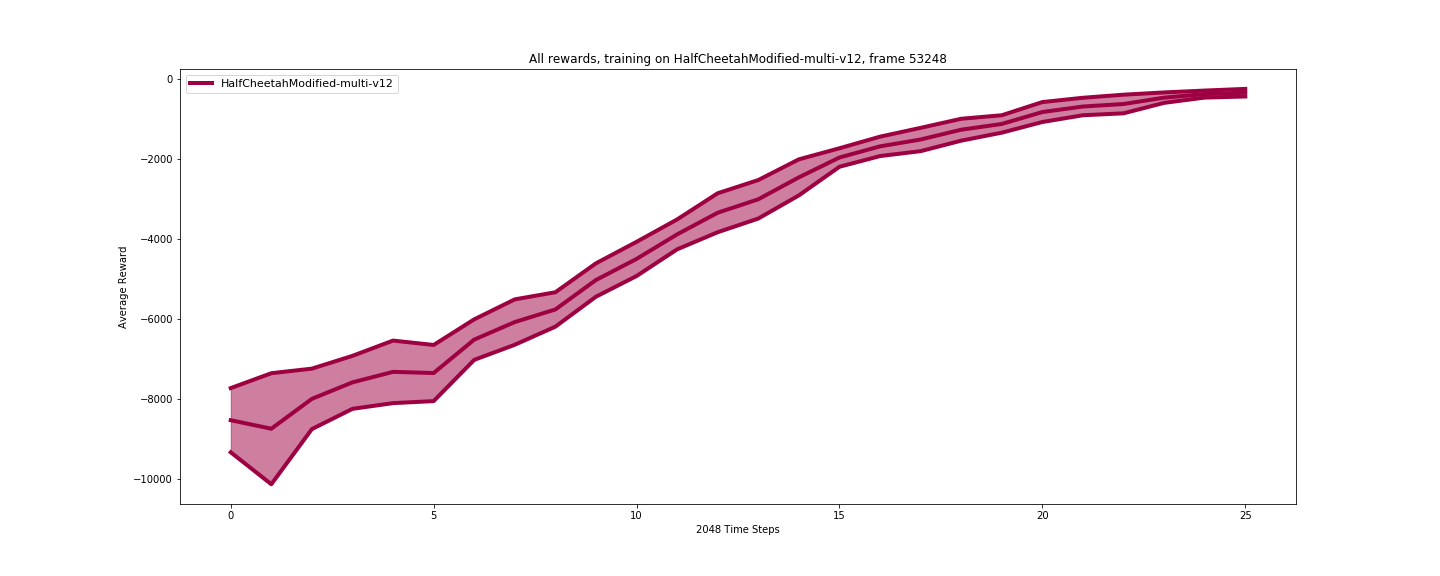 All rewards, training on HalfCheetahModified-multi-v12, frame 53248
HalfCheetahModified-multi-v12
Average Reward
0
−2000
−4000
−6000
−8000
−10000
0 5 10 15 20 25
2048 Time Steps